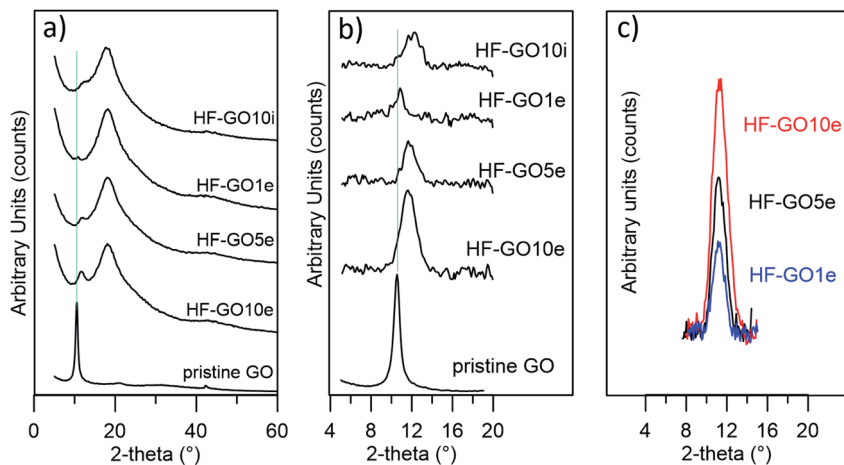 a)
Arbitrary Units (counts)
HF-GO10i
HF-GO1e
HF-GO5e
HF-GO10e
pristine GO
0 20 40 60
2-theta (°)
b)
Arbitrary Units (counts)
HF-GO10i
HF-GO1e
HF-GO5e
HF-GO10e
pristine GO
4 8 12 16 20
2-theta (°)
c)
Arbitrary units (counts)
HF-GO10e
HF-GO5e
HF-GO1e
4 8 12 16 20
2-theta (°)